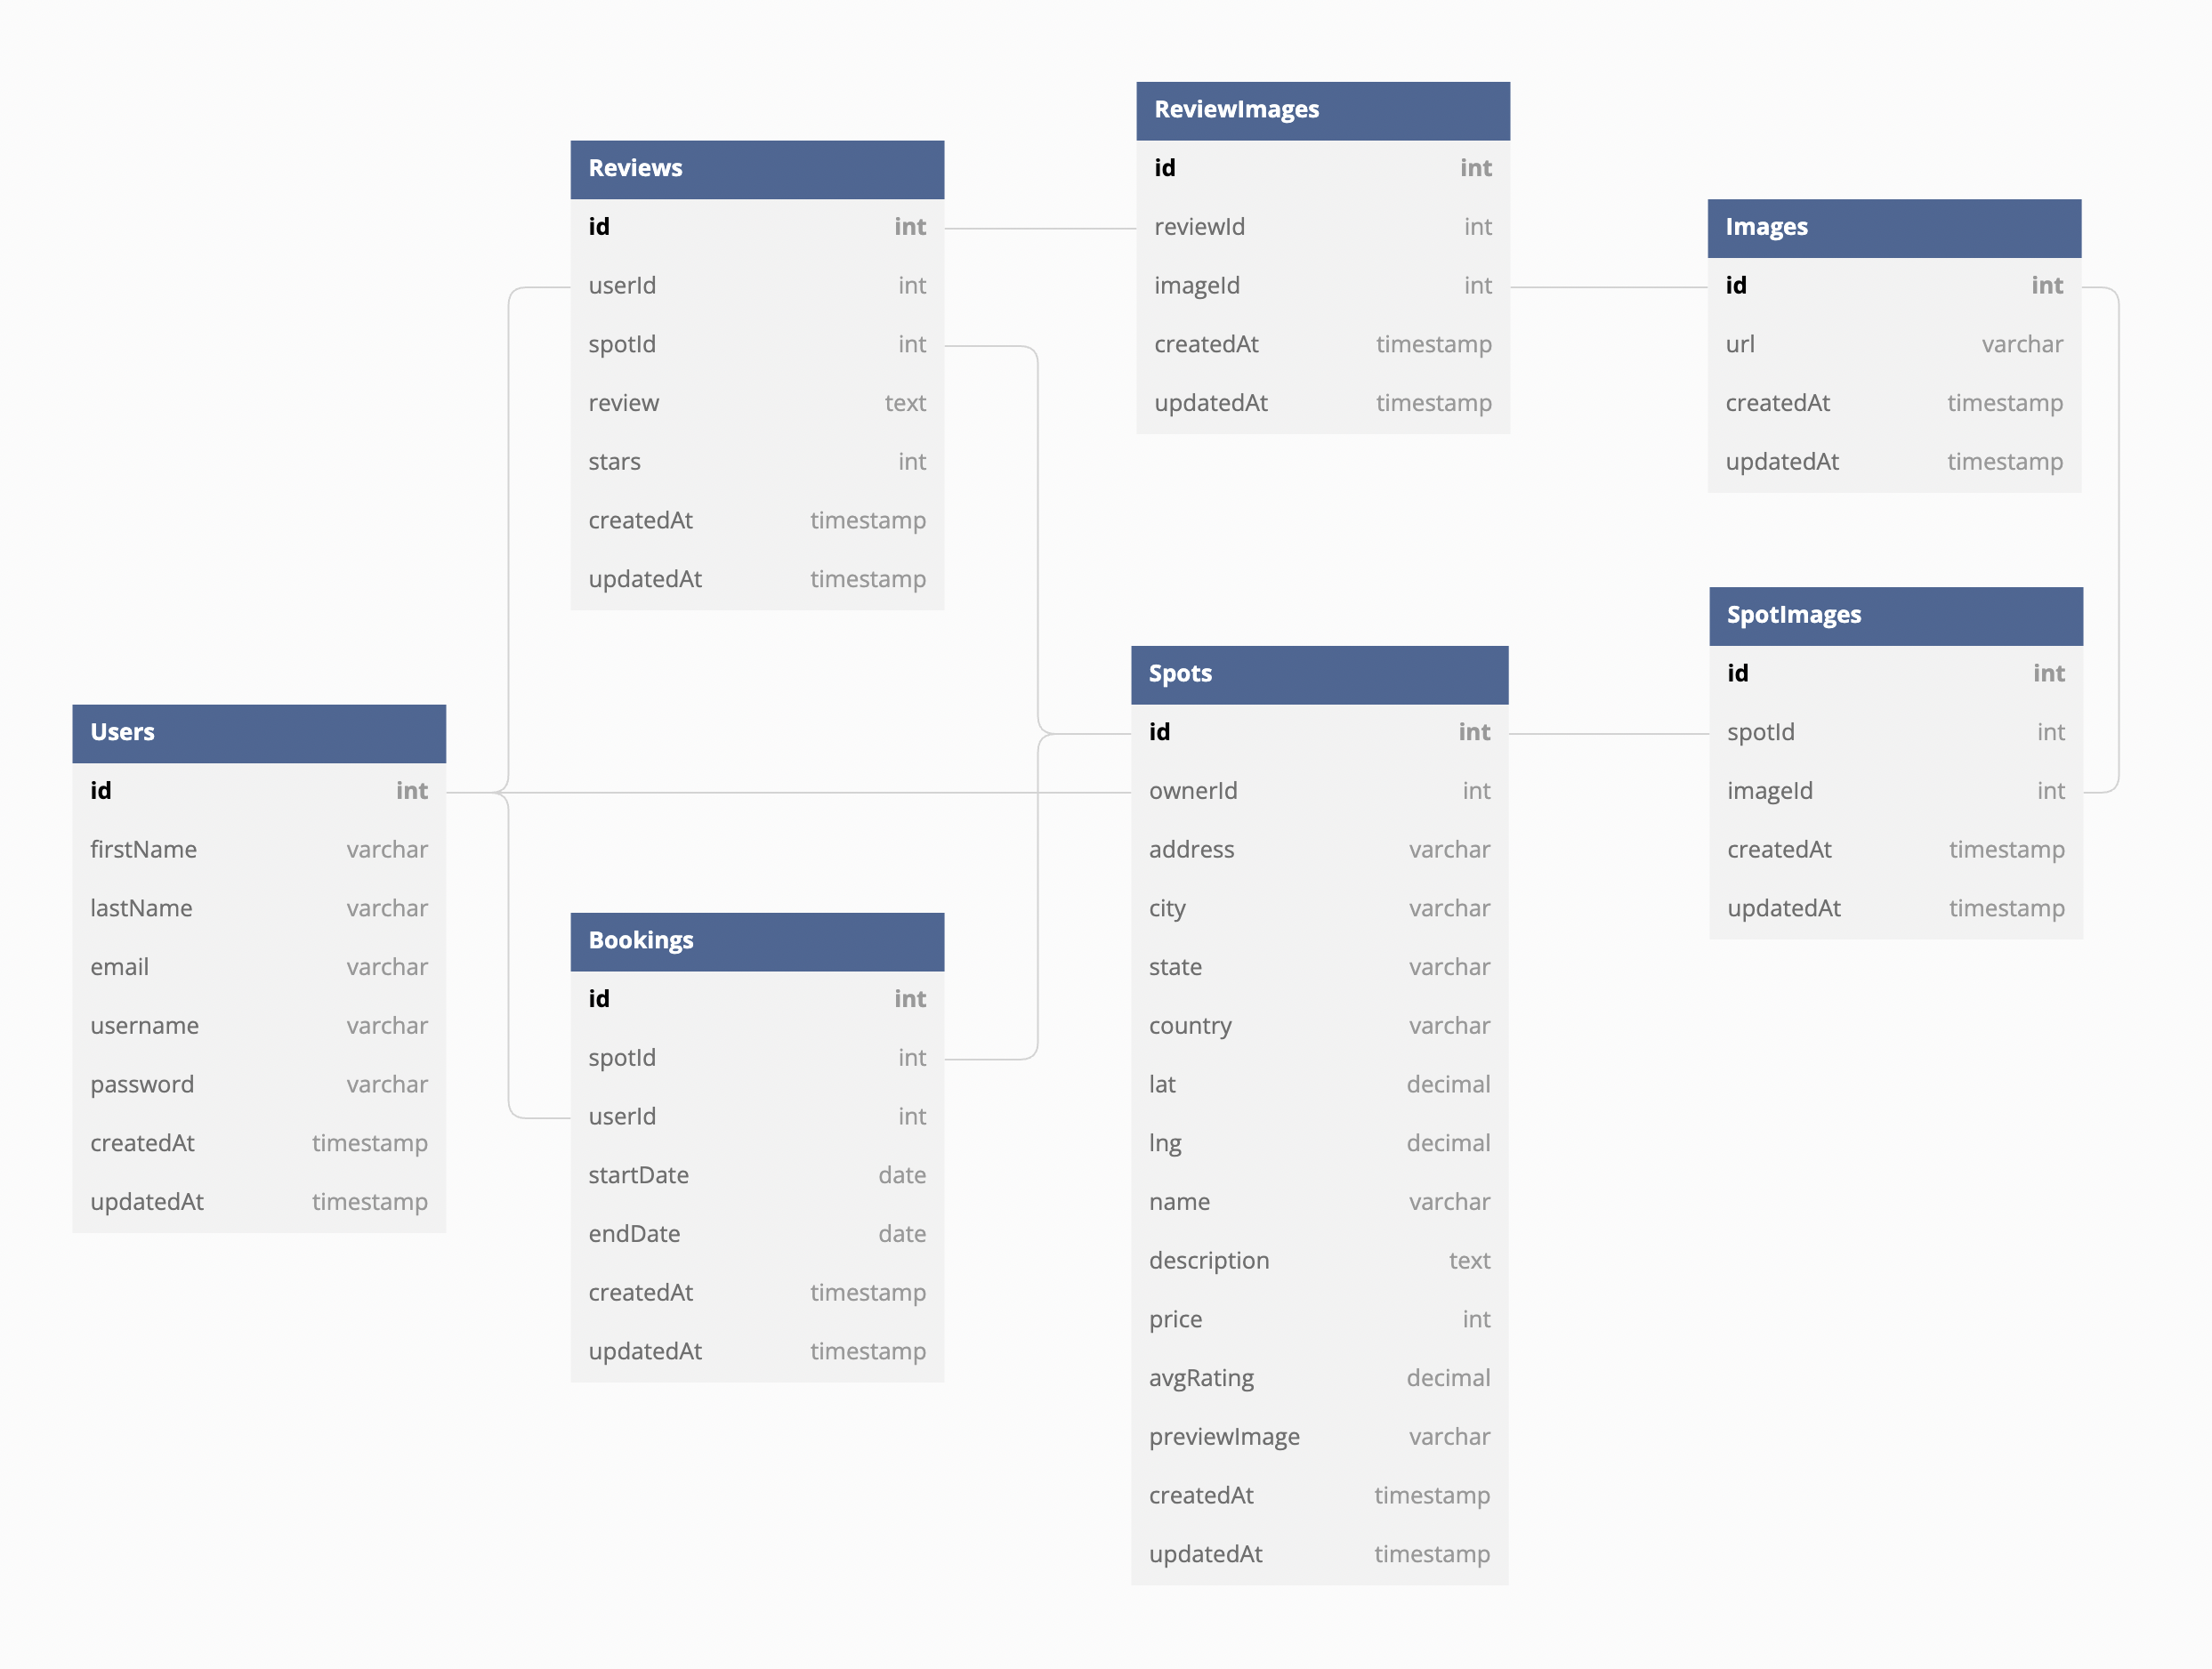 ReviewImages
id int
reviewId int
imageId int
createdAt timestamp
updatedAt timestamp
Reviews
id int
userId int
spotId int
review text
stars int
createdAt timestamp
updatedAt timestamp
Images
id int
url varchar
createdAt timestamp
updatedAt timestamp
SpotImages
id int
spotId int
imageId int
createdAt timestamp
updatedAt timestamp
Spots
id int
ownerId int
address varchar
city varchar
state varchar
country varchar
lat decimal
lng decimal
name varchar
description text
price int
avgRating decimal
previewImage varchar
createdAt timestamp
updatedAt timestamp
Users
id int
firstName varchar
lastName varchar
email varchar
username varchar
password varchar
createdAt timestamp
updatedAt timestamp
Bookings
id int
spotId int
userId int
startDate date
endDate date
createdAt timestamp
updatedAt timestamp